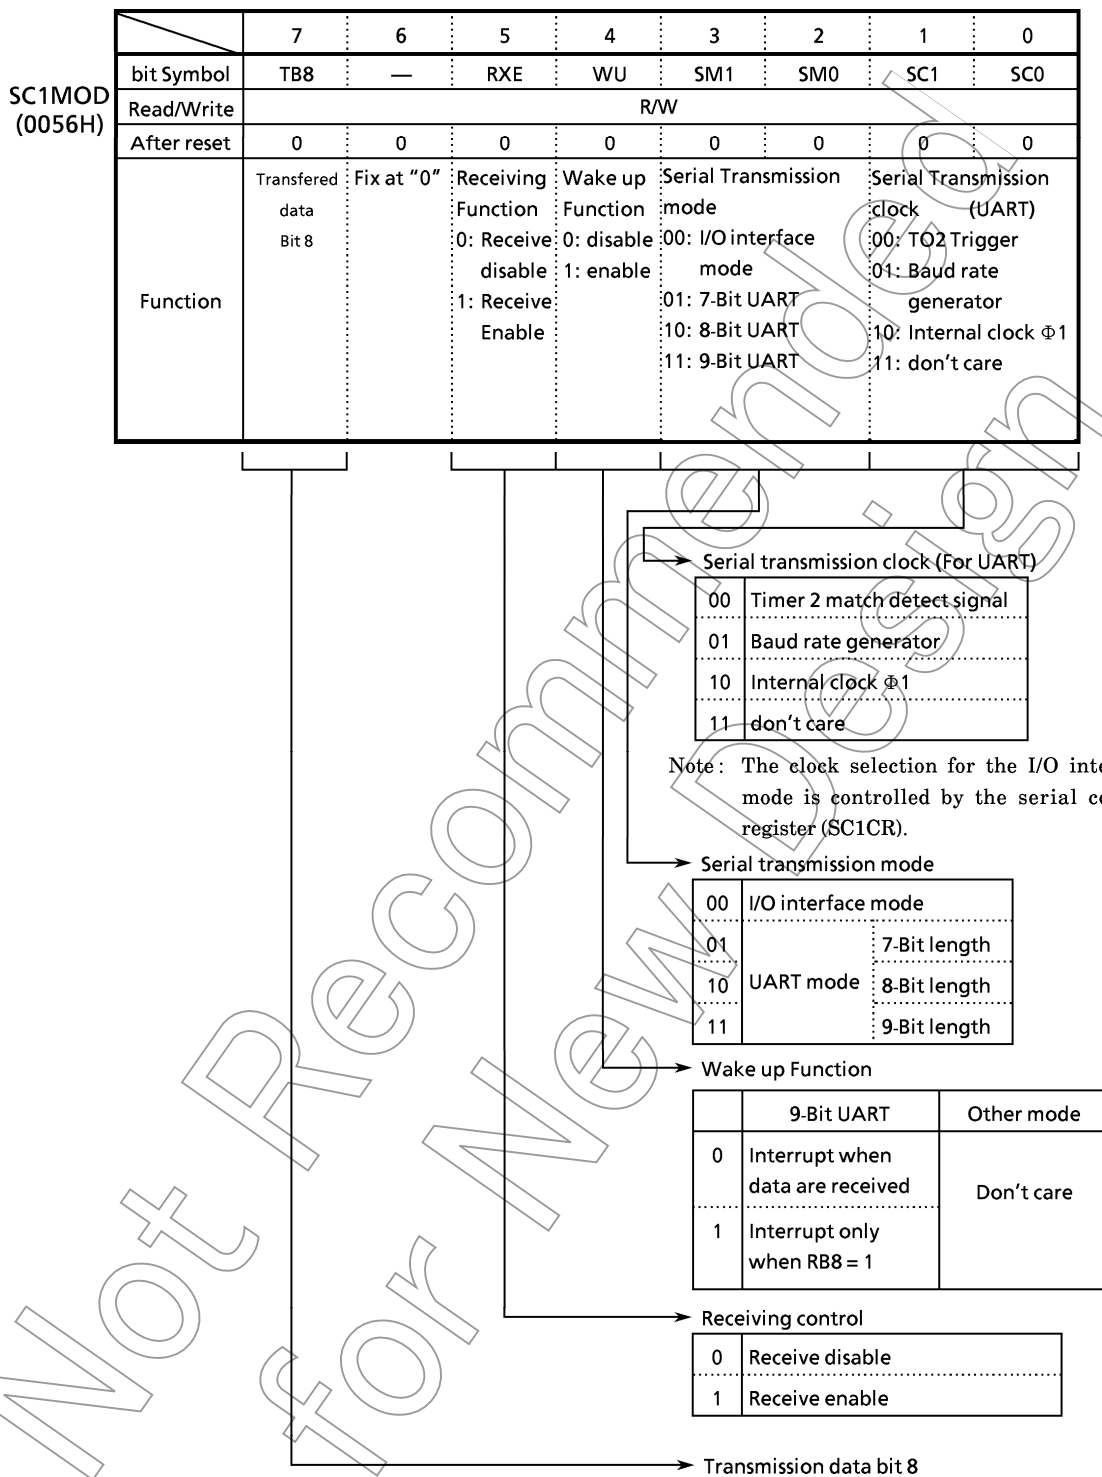 7 6 5 4 3 2 1 0
bit Symbol TB8 — RXE WU SM1 SM0 SC1 SC0
SC1MOD
(0056H)
Read/Write R/W
After reset 0 0 0 0 0 0 0 0
Function
Transfered
data
Bit 8
Fix at “0”
Receiving
Function
0: Receive
disable
1: Receive
Enable
Wake up
Function
0: disable
1: enable
Serial Transmission
mode
00: I/O interface
mode
01: 7-Bit UART
10: 8-Bit UART
11: 9-Bit UART
Serial Transmission
clock (UART)
00: TO2 Trigger
01: Baud rate
generator
10: Internal clock Φ1
11: don't care
Serial transmission clock (For UART)
00 Timer 2 match detect signal
01 Baud rate generator
10 Internal clock Φ1
11 don't care
Note : The clock selection for the I/O
mode is controlled by the serial
register (SC1CR).
Serial transmission mode
00 I/O interface mode
01 7-Bit length
10 UART mode 8-Bit length
11 9-Bit length
Wake up Function
9-Bit UART Other mode
0 Interrupt when
data are received
Don't care
1 Interrupt only
when RB8 = 1
Receiving control
0 Receive disable
1 Receive enable
Transmission data bit 8
Not Recommended
for New Design